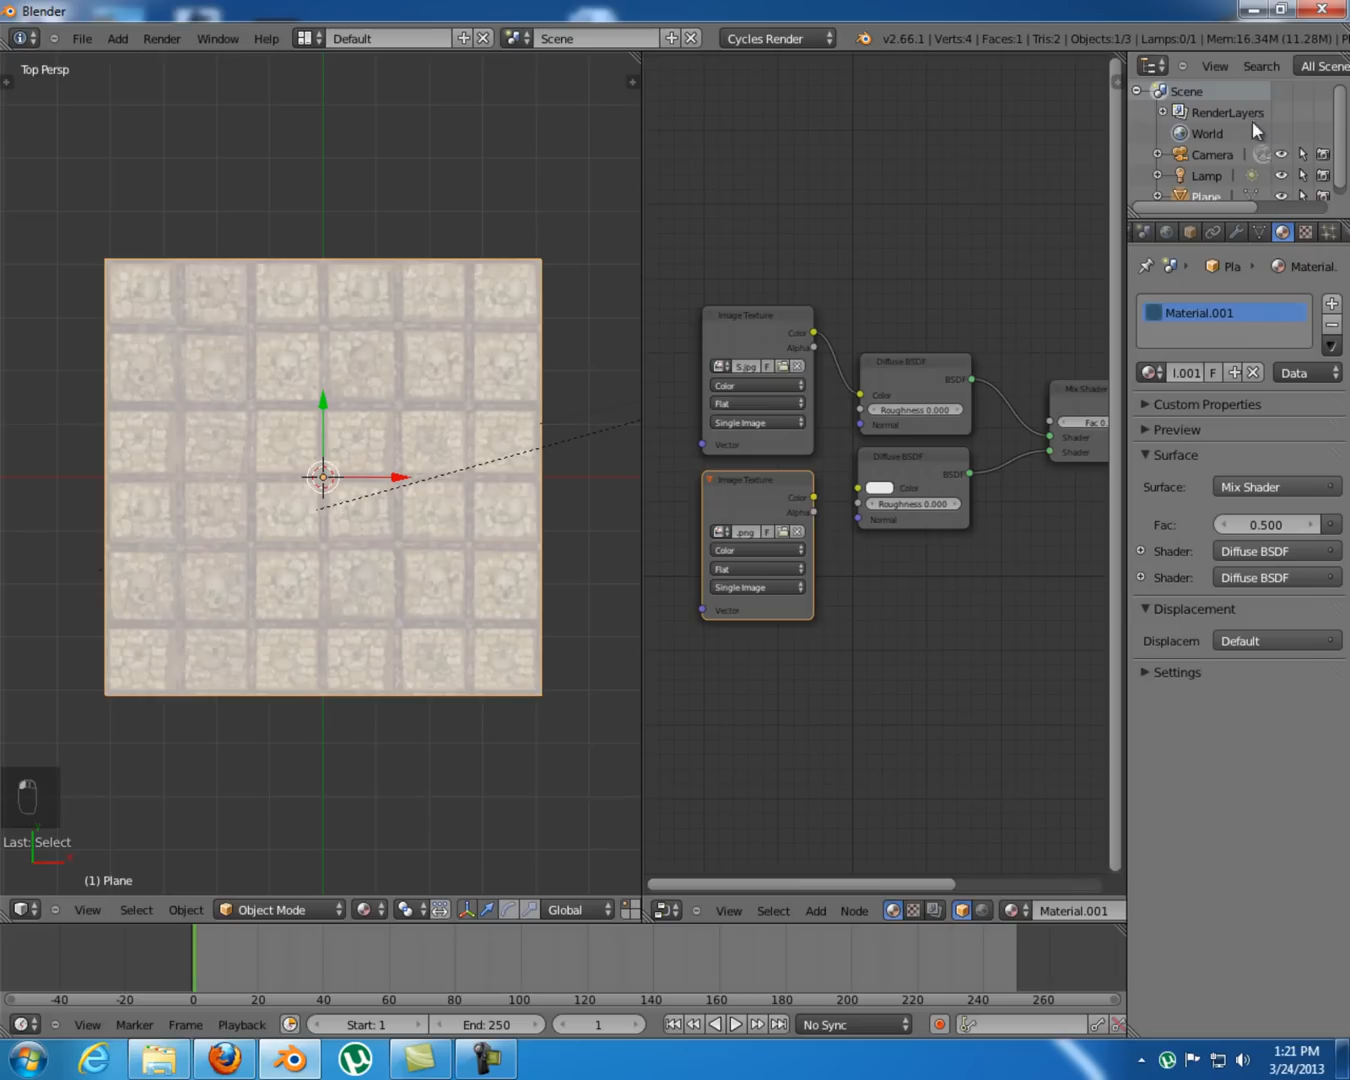 Blender
File Add Render Window Help Default Scene Cycles Render v2.66.1 | Verts:4 | Faces:1 | Tris:2 | Objects:1/3 | Lamps:0/1 | Mem:16.34M (11.28M) |
Top Persp
View Search All Scene
Scene
RenderLayers
World
Camera
Lamp
Plane
Pla Material.
Material.001
I.001 F Data
Custom Properties
Preview
Surface
Surface: Mix Shader
Fac: 0.500
Shader: Diffuse BSDF
Shader: Diffuse BSDF
Displacement
Displacem Default
Settings
Image Texture
Color
Alpha
S.jpg F
Color
Flat
Single Image
Vector
Image Texture
Color
Alpha
.png F
Color
Flat
Single Image
Vector
Diffuse BSDF
BSDF
Color
Roughness 0.000
Normal
Diffuse BSDF
BSDF
Color
Roughness 0.000
Normal
Mix Shader
Fac 0.
Shader
Shader
Last: Select
(1) Plane
View Select Object Object Mode Global
View Select Add Node Material.001
-40 -20 0 20 40 60 80 100 120 140 160 180 200 220 240 260
View Marker Frame Playback Start: 1 End: 250 1 No Sync
1:21 PM
3/24/2013